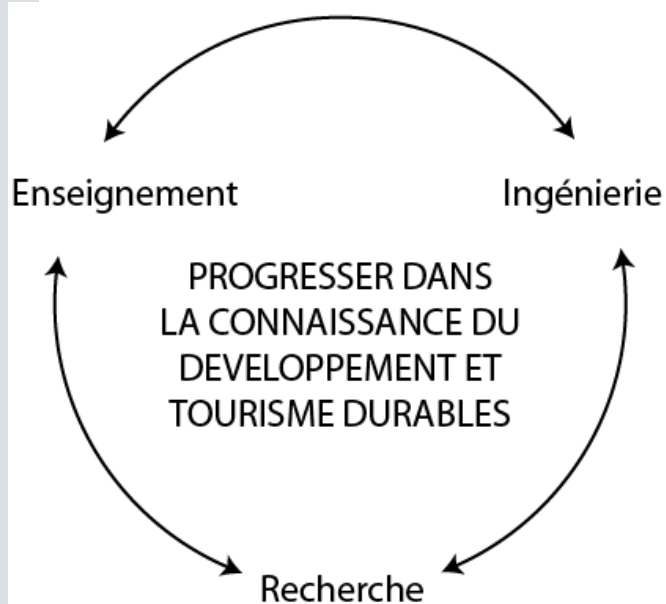 Enseignement
Ingénierie
PROGRESSER DANS
LA CONNAISSANCE DU
DEVELOPPEMENT ET
TOURISME DURABLES
Recherche